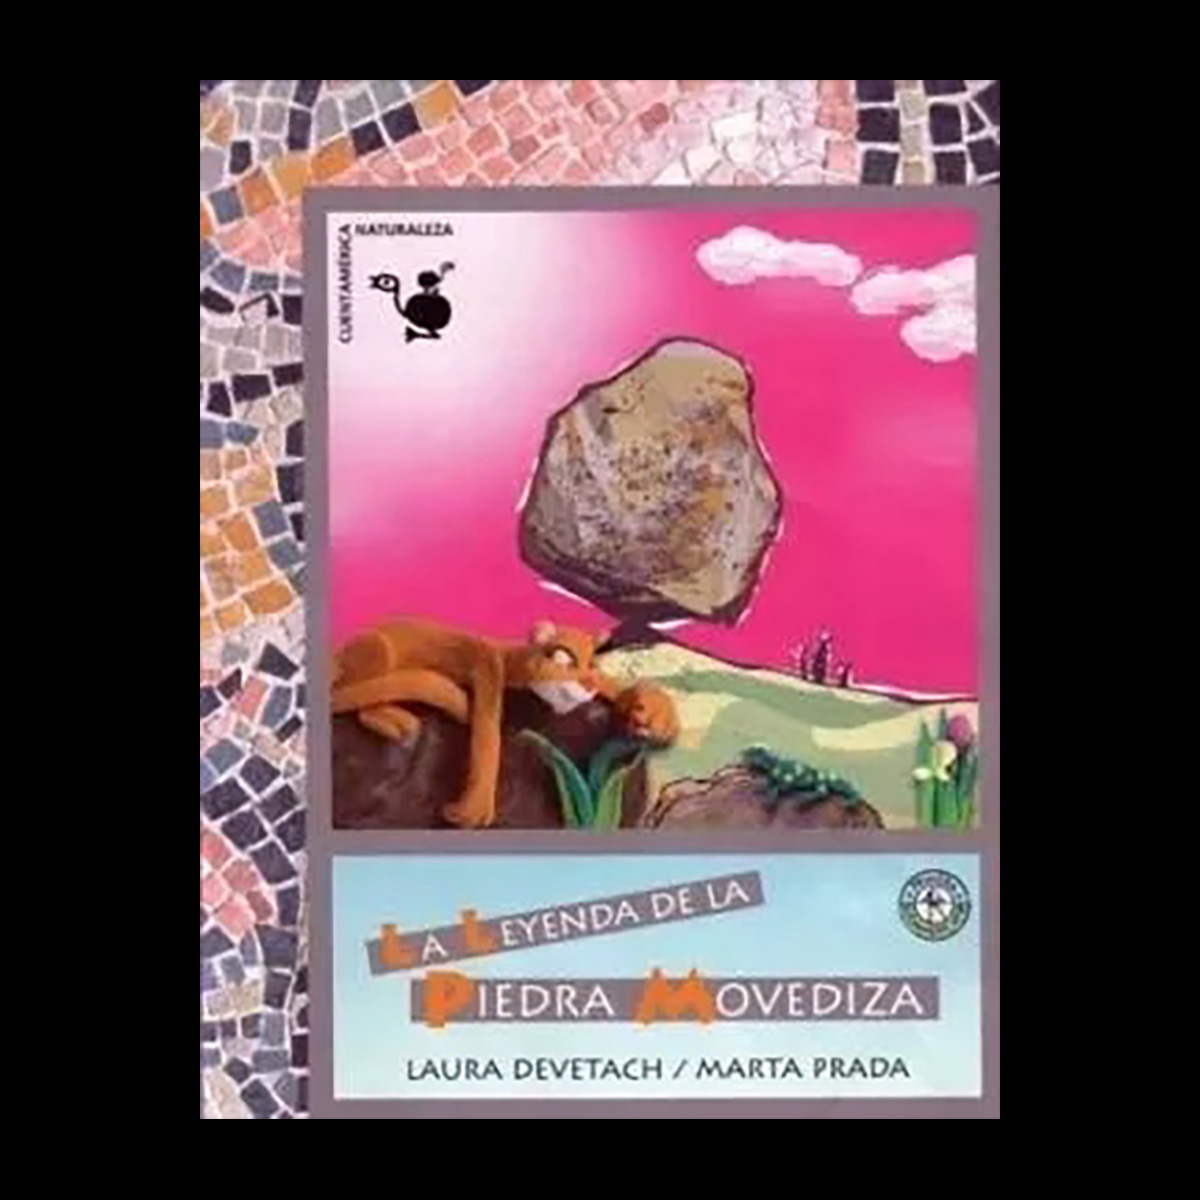 NATURALEZA
CUENTAMÉRICA
LA LEYENDA DE LA
PIEDRA MOVEDIZA
LAURA DEVETACH / MARTA PRADA